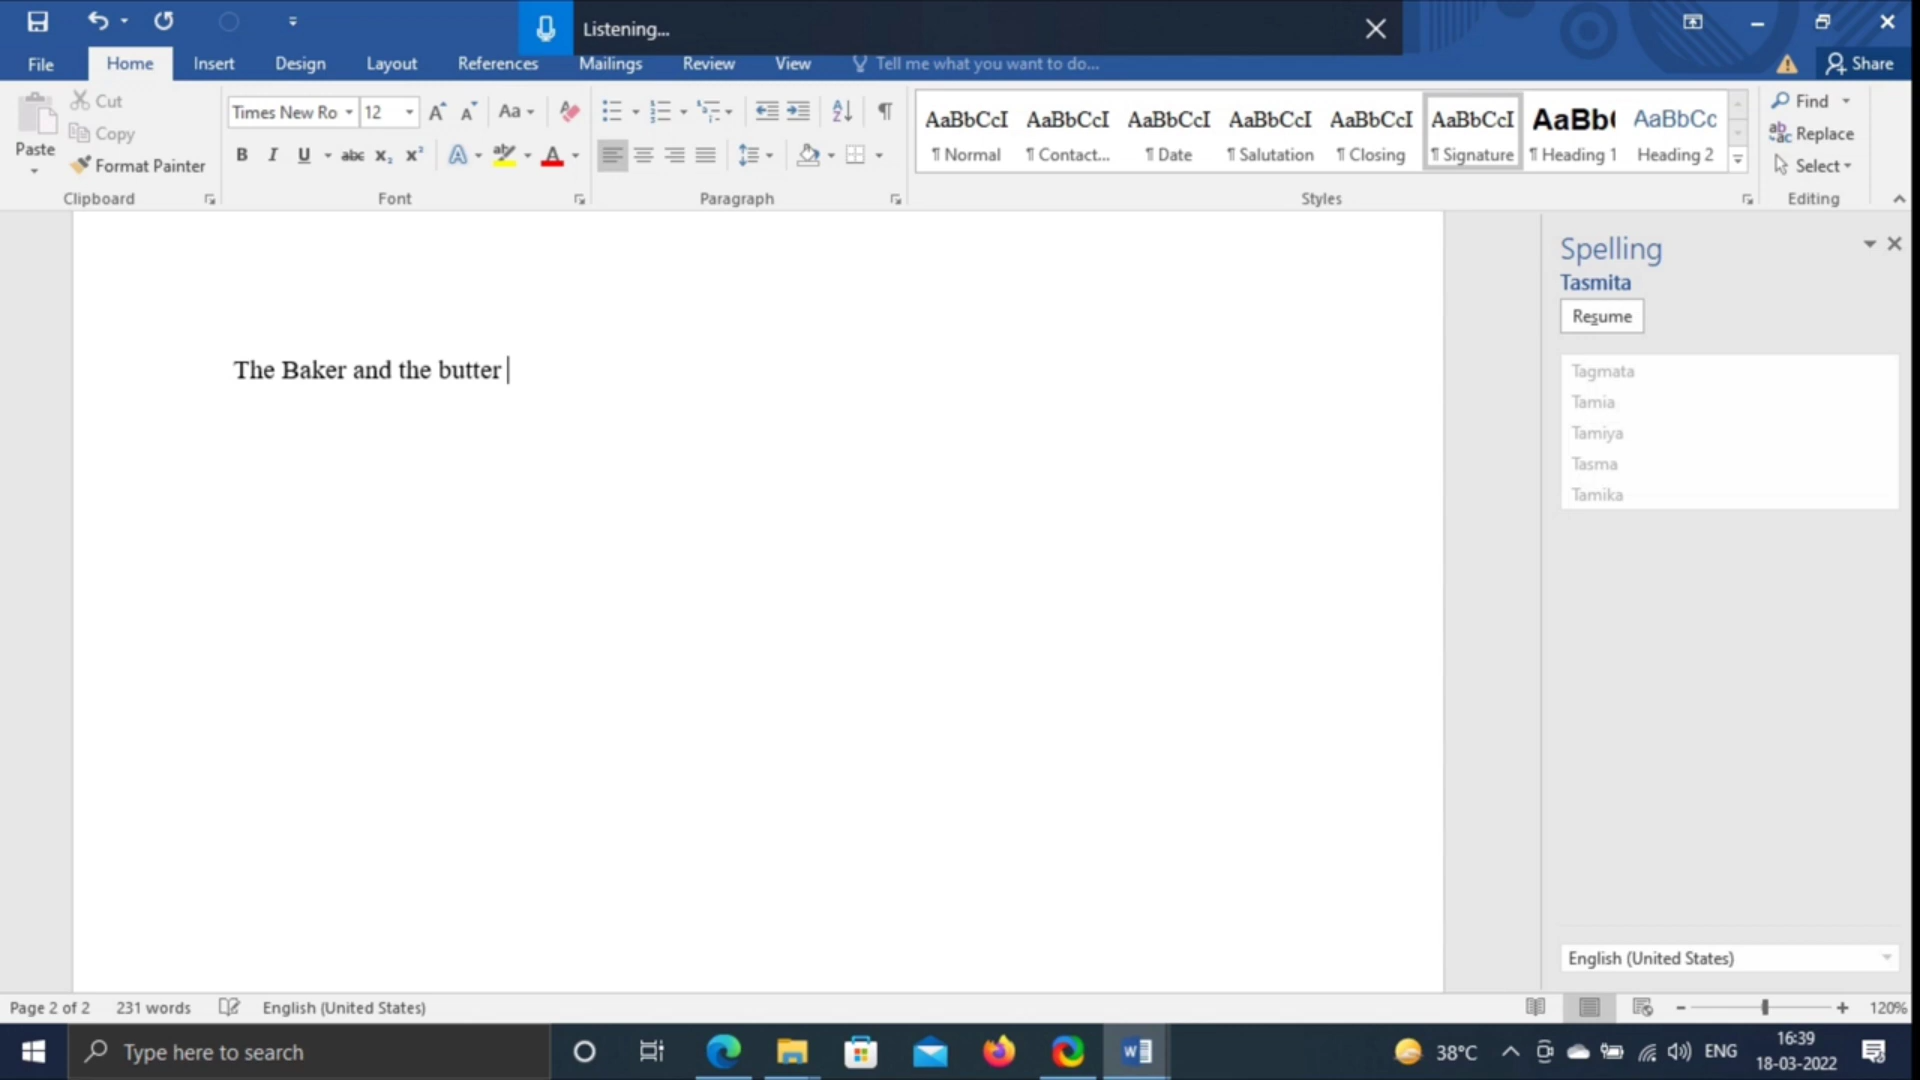 Listening...
File
Home
Insert
Design
Layout
References
Mailings
Review
View
Tell me what you want to do...
Share
Paste
Cut
Copy
Format Painter
Clipboard
Times New Ro
12
Aa
B I U abc x₂ x²
A
A
Font
Paragraph
AaBbCcI
¶ Normal
AaBbCcI
¶ Contact...
AaBbCcI
¶ Date
AaBbCcI
¶ Salutation
AaBbCcI
¶ Closing
AaBbCcI
¶ Signature
AaBb(
¶ Heading 1
AaBbCc
Heading 2
Styles
Find
Replace
Select
Editing
The Baker and the butter
Spelling
Tasmita
Resume
Tagmata
Tamia
Tamiya
Tasma
Tamika
English (United States)
Page 2 of 2
231 words
English (United States)
120%
Type here to search
38°C
ENG
16:39
18-03-2022